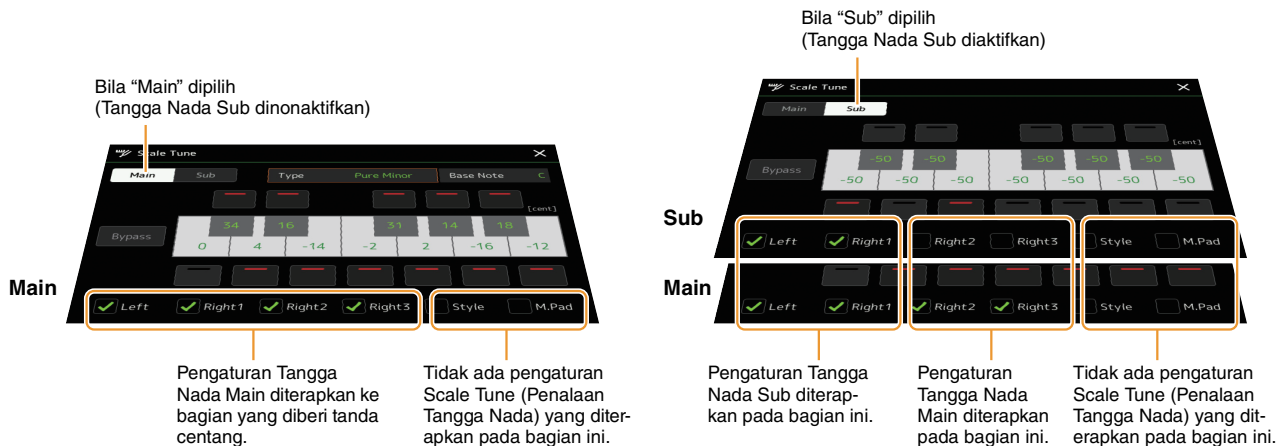 Bila “Main” dipilih
(Tangga Nada Sub dinonaktifkan)
Scale Tune
Main Sub Type Pure Minor Base Note C
[cent]
34 16 31 14 18
Bypass
0 4 -14 -2 2 -16 -12
Main
Left Right1 Right2 Right3 Style M.Pad
Pengaturan Tangga
Nada Main diterapkan ke
bagian yang diberi tanda
centang.
Tidak ada pengaturan
Scale Tune (Penalaan
Tangga Nada) yang diter-
apkan pada bagian ini.
Bila “Sub” dipilih
(Tangga Nada Sub diaktifkan)
Scale Tune
Main Sub
[cent]
-50 -50 -50 -50 -50
Bypass
-50 -50 -50 -50 -50 -50 -50
Sub
Left Right1 Right2 Right3 Style M.Pad
Main
Left Right1 Right2 Right3 Style M.Pad
Pengaturan Tangga
Nada Sub diterap-
kan pada bagian ini.
Pengaturan
Tangga Nada
Main diterapkan
pada bagian ini.
Tidak ada pengaturan
Scale Tune (Penalaan
Tangga Nada) yang dit-
erapkan pada bagian ini.